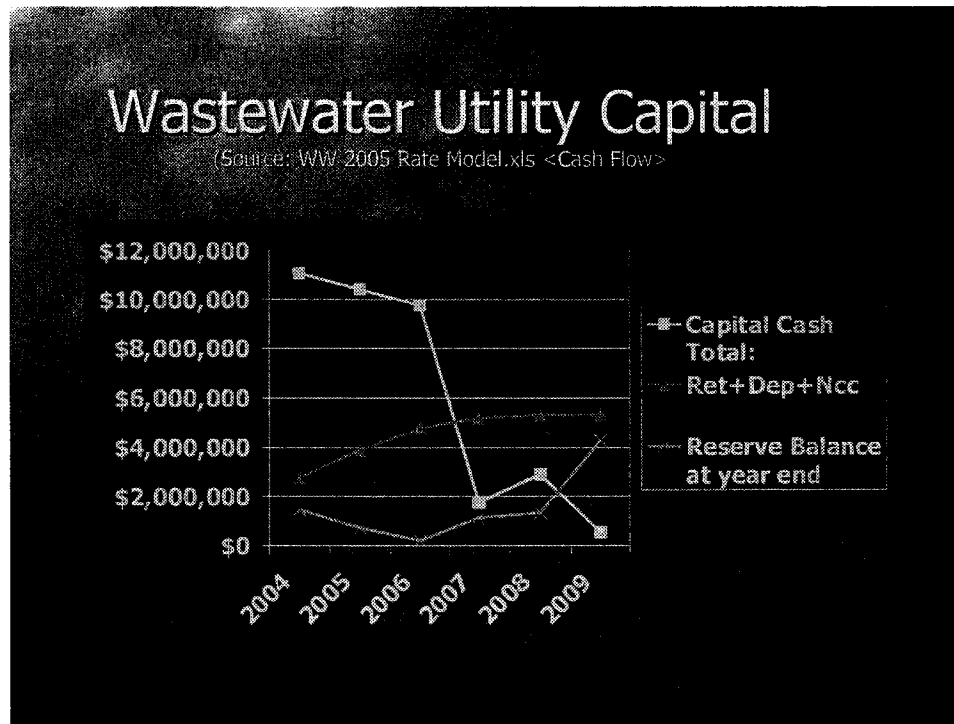 Wastewater Utility Capital
(Source: WW 2005 Rate Model.xls <Cash Flow>
$12,000,000
$10,000,000
$8,000,000
$6,000,000
$4,000,000
$2,000,000
$0
2004
2005
2006
2007
2008
2009
Capital Cash
Total:
Ret+Dep+Ncc
Reserve Balance
at year end